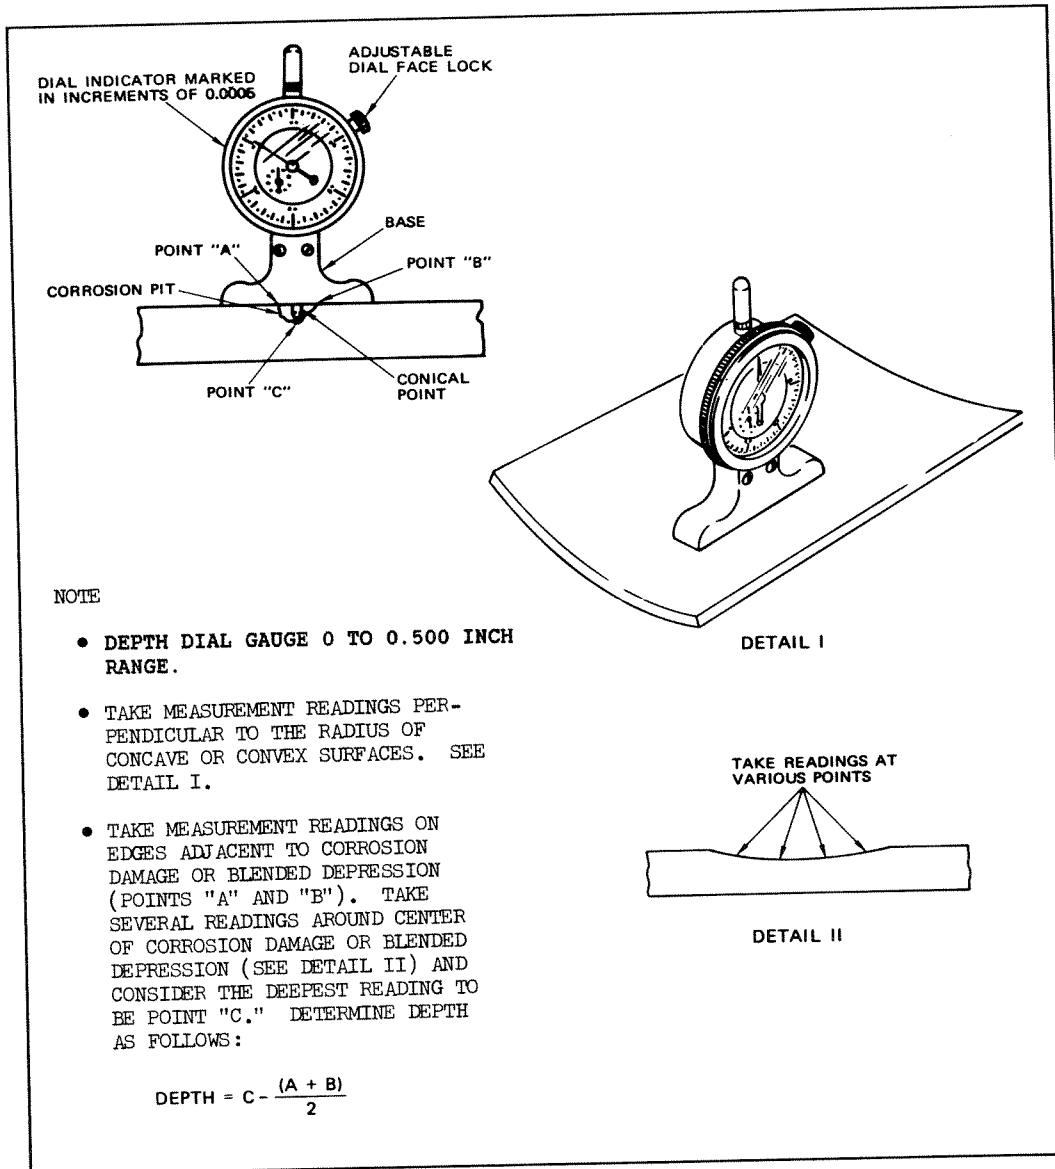 DIAL INDICATOR MARKED
IN INCREMENTS OF 0.0005
ADJUSTABLE
DIAL FACE LOCK
BASE
POINT "A"
POINT "B"
CORROSION PIT
POINT "C"
CONICAL
POINT
DETAIL I
NOTE
• DEPTH DIAL GAUGE 0 TO 0.500 INCH
RANGE.
• TAKE MEASUREMENT READINGS PER-
PENDICULAR TO THE RADIUS OF
CONCAVE OR CONVEX SURFACES. SEE
DETAIL I.
• TAKE MEASUREMENT READINGS ON
EDGES ADJACENT TO CORROSION
DAMAGE OR BLENDED DEPRESSION
(POINTS "A" AND "B"). TAKE
SEVERAL READINGS AROUND CENTER
OF CORROSION DAMAGE OR BLENDED
DEPRESSION (SEE DETAIL II) AND
CONSIDER THE DEEPEST READING TO
BE POINT "C." DETERMINE DEPTH
AS FOLLOWS:
DEPTH = C - (A + B)
2
TAKE READINGS AT
VARIOUS POINTS
DETAIL II